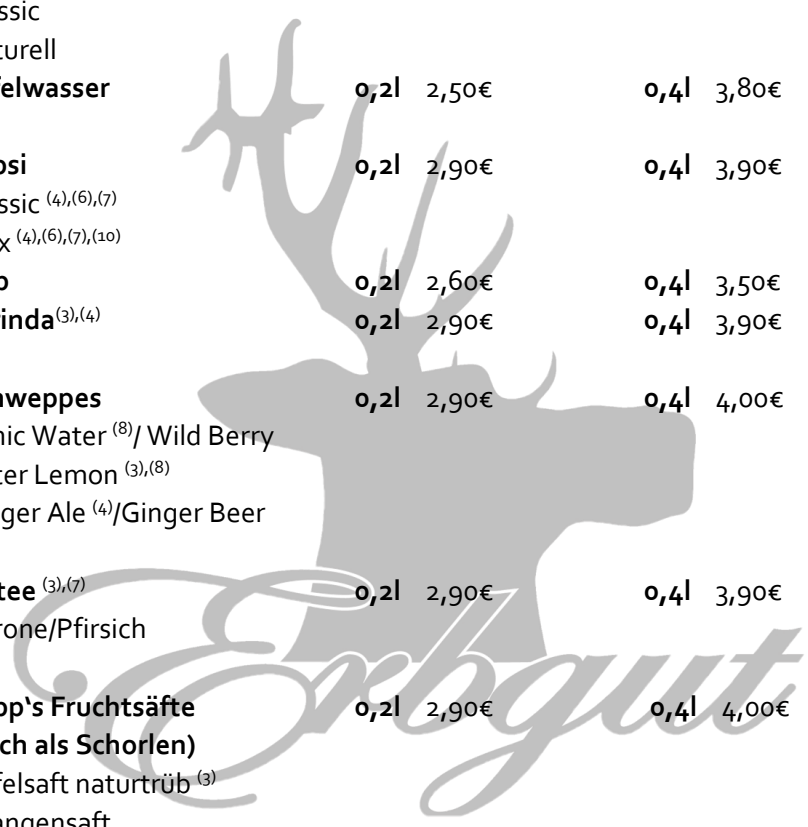 ssic
turell
felwasser 0,2l 2,50€ 0,4l 3,80€
osi 0,2l 2,90€ 0,4l 3,90€
ssic (4),(6),(7)
x (4),(6),(7),(10)
p 0,2l 2,60€ 0,4l 3,50€
inda(3),(4) 0,2l 2,90€ 0,4l 3,90€
hweppes 0,2l 2,90€ 0,4l 4,00€
nic Water (8)/ Wild Berry
ter Lemon (3),(8)
ger Ale (4)/Ginger Beer
tee (3),(7) 0,2l 2,90€ 0,4l 3,90€
rone/Pfirsich
Erbgut
pp's Fruchtsäfte 0,2l 2,90€ 0,4l 4,00€
ch als Schorlen)
felsaft naturtrüb (3)
angensaft